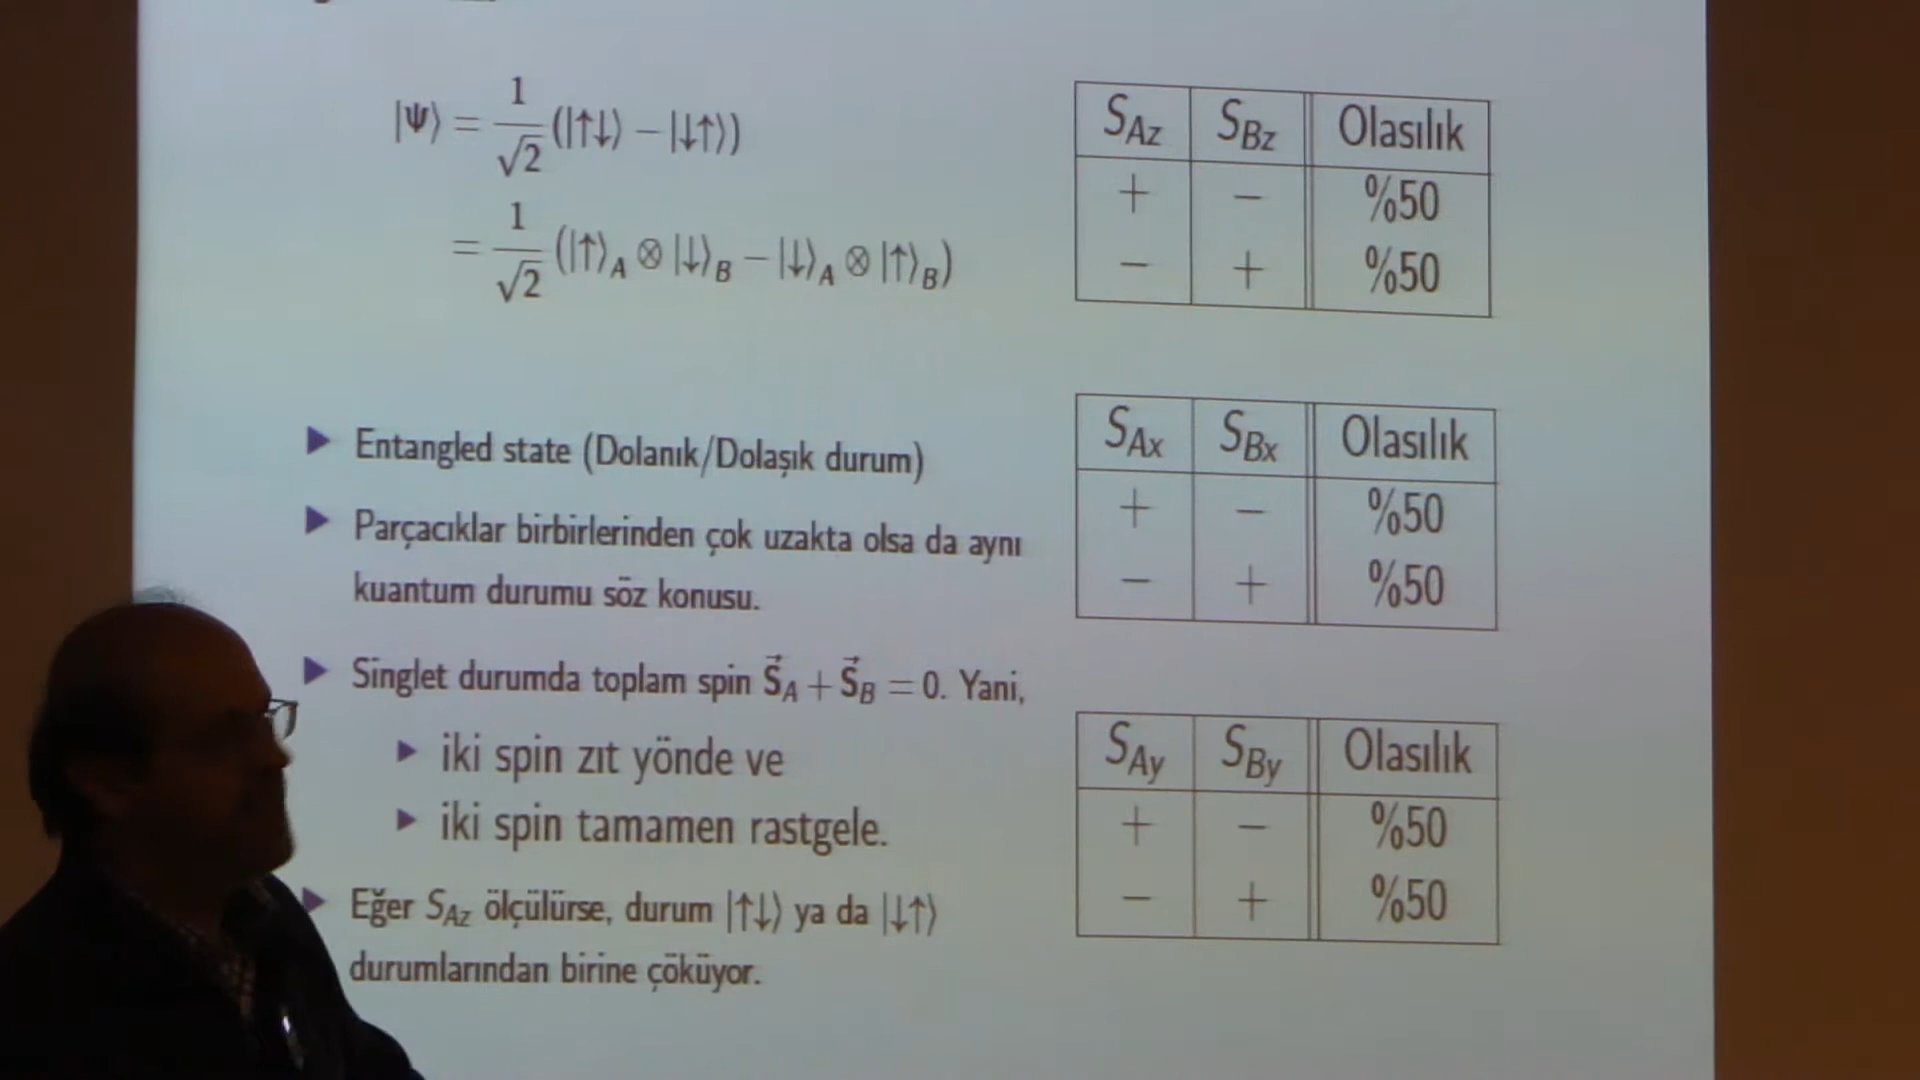 |Ψ⟩ = 1/√2 (|↑↓⟩ − |↓↑⟩)
= 1/√2 (|↑⟩_A ⊗ |↓⟩_B − |↓⟩_A ⊗ |↑⟩_B)
▶ Entangled state (Dolanık/Dolaşık durum)
▶ Parçacıklar birbirlerinden çok uzakta olsa da aynı
kuantum durumu söz konusu.
▶ Singlet durumda toplam spin S⃗_A + S⃗_B = 0. Yani,
▶ iki spin zıt yönde ve
▶ iki spin tamamen rastgele.
▶ Eğer S_Az ölçülürse, durum |↑↓⟩ ya da |↓↑⟩
durumlarından birine çöküyor.
S_Az S_Bz Olasılık
+ − %50
− + %50
S_Ax S_Bx Olasılık
+ − %50
− + %50
S_Ay S_By Olasılık
+ − %50
− + %50